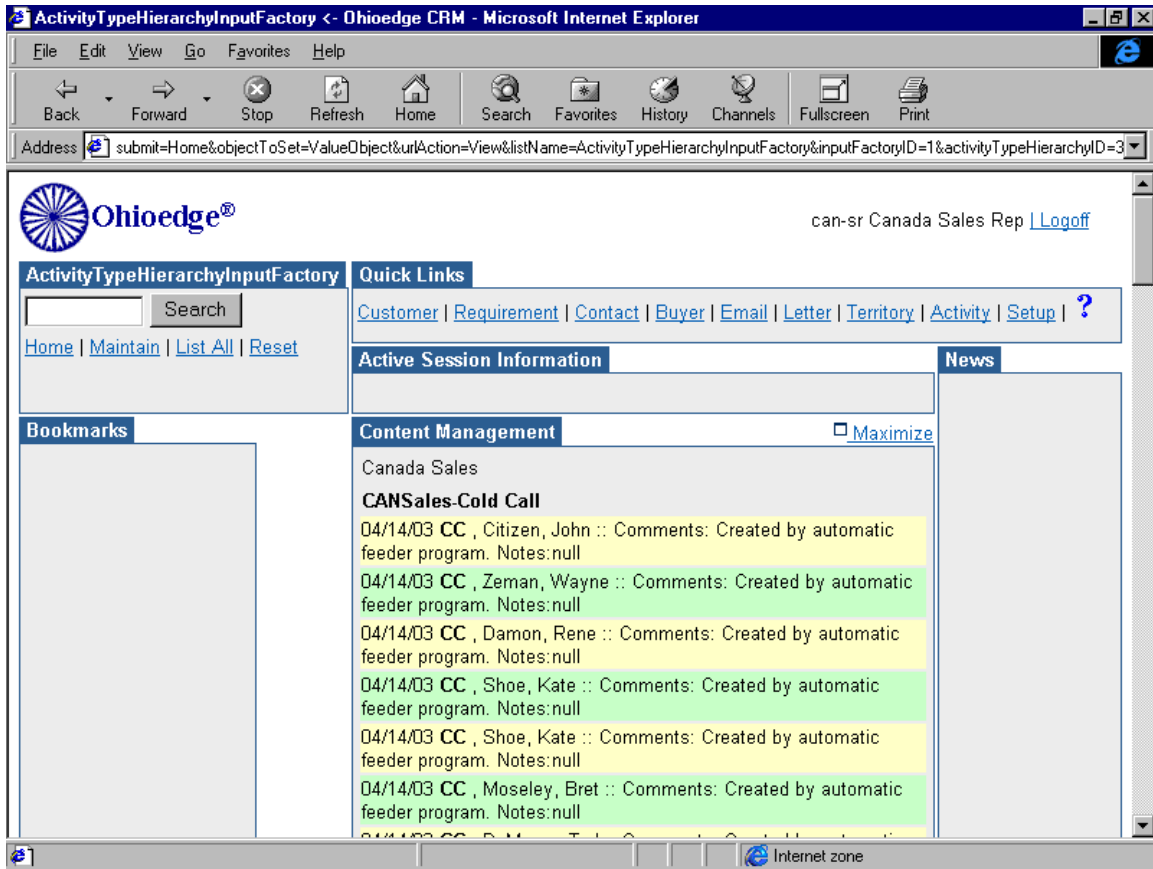 ActivityTypeHierarchyInputFactory <- Ohioedge CRM - Microsoft Internet Explorer
File Edit View Go Favorites Help
Back Forward Stop Refresh Home Search Favorites History Channels Fullscreen Print
Address submit=Home&objectToSet=ValueObject&urlAction=View&listName=ActivityTypeHierarchyInputFactory&inputFactoryID=1&activityTypeHierarchyID=3
Ohioedge®
can-sr Canada Sales Rep | Logoff
ActivityTypeHierarchyInputFactory
Search
Home | Maintain | List All | Reset
Quick Links
Customer | Requirement | Contact | Buyer | Email | Letter | Territory | Activity | Setup | ?
Active Session Information
News
Bookmarks
Content Management
Maximize
Canada Sales
CANSales-Cold Call
04/14/03 CC , Citizen, John :: Comments: Created by automatic
feeder program. Notes:null
04/14/03 CC , Zeman, Wayne :: Comments: Created by automatic
feeder program. Notes:null
04/14/03 CC , Damon, Rene :: Comments: Created by automatic
feeder program. Notes:null
04/14/03 CC , Shoe, Kate :: Comments: Created by automatic
feeder program. Notes:null
04/14/03 CC , Shoe, Kate :: Comments: Created by automatic
feeder program. Notes:null
04/14/03 CC , Moseley, Bret :: Comments: Created by automatic
feeder program. Notes:null
Internet zone